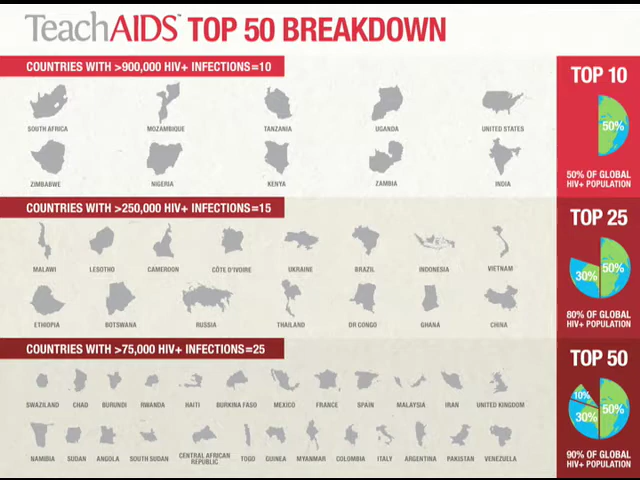 TeachAIDS™ TOP 50 BREAKDOWN
COUNTRIES WITH >900,000 HIV+ INFECTIONS=10
SOUTH AFRICA MOZAMBIQUE TANZANIA UGANDA UNITED STATES
ZIMBABWE NIGERIA KENYA ZAMBIA INDIA
TOP 10
50%
50% OF GLOBAL
HIV+ POPULATION
COUNTRIES WITH >250,000 HIV+ INFECTIONS=15
MALAWI LESOTHO CAMEROON CÔTE D'IVOIRE UKRAINE BRAZIL INDONESIA VIETNAM
ETHIOPIA BOTSWANA RUSSIA THAILAND DR CONGO GHANA CHINA
TOP 25
30% 50%
80% OF GLOBAL
HIV+ POPULATION
COUNTRIES WITH >75,000 HIV+ INFECTIONS=25
SWAZILAND CHAD BURUNDI RWANDA HAITI BURKINA FASO MEXICO FRANCE SPAIN MALAYSIA IRAN UNITED KINGDOM
NAMIBIA SUDAN ANGOLA SOUTH SUDAN CENTRAL AFRICAN REPUBLIC TOGO GUINEA MYANMAR COLOMBIA ITALY ARGENTINA PAKISTAN VENEZUELA
TOP 50
10%
30% 50%
90% OF GLOBAL
HIV+ POPULATION